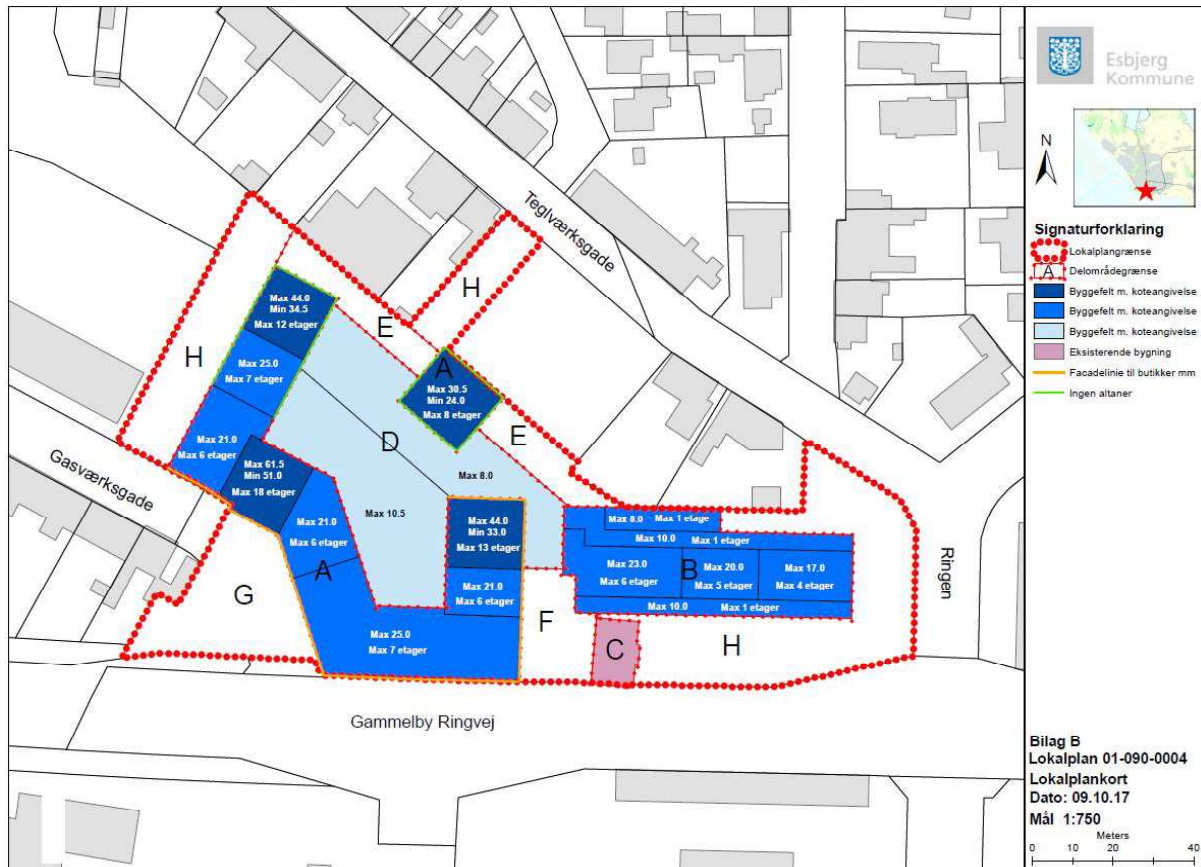 Esbjerg
Kommune
N
Signaturforklaring
Lokalplangrænse
A
Delområdegrænse
Byggefelt m. koteangivelse
Byggefelt m. koteangivelse
Byggefelt m. koteangivelse
Eksisterende bygning
Facadelinie til butikker mm
Ingen altaner
Teglværksgade
H
E
Max 44.0
Min 34.5
Max 12 etager
H
Max 25.0
Max 7 etager
A
Max 30.5
Min 24.0
Max 8 etager
Max 21.0
Max 6 etager
D
E
Gasværksgade
Max 61.5
Min 51.0
Max 18 etager
Max 8.0
Max 10.5
Max 21.0
Max 6 etager
A
Max 44.0
Min 33.0
Max 13 etager
Max 8.0 Max 1 etage
Max 10.0 Max 1 etager
Max 23.0
Max 6 etager
B
Max 20.0
Max 5 etager
Max 17.0
Max 4 etager
Max 10.0 Max 1 etager
Ringen
G
Max 21.0
Max 6 etager
F
Max 25.0
Max 7 etager
C
H
Gammelby Ringvej
Bilag B
Lokalplan 01-090-0004
Lokalplankort
Dato: 09.10.17
Mål 1:750
Meters
0 10 20 40